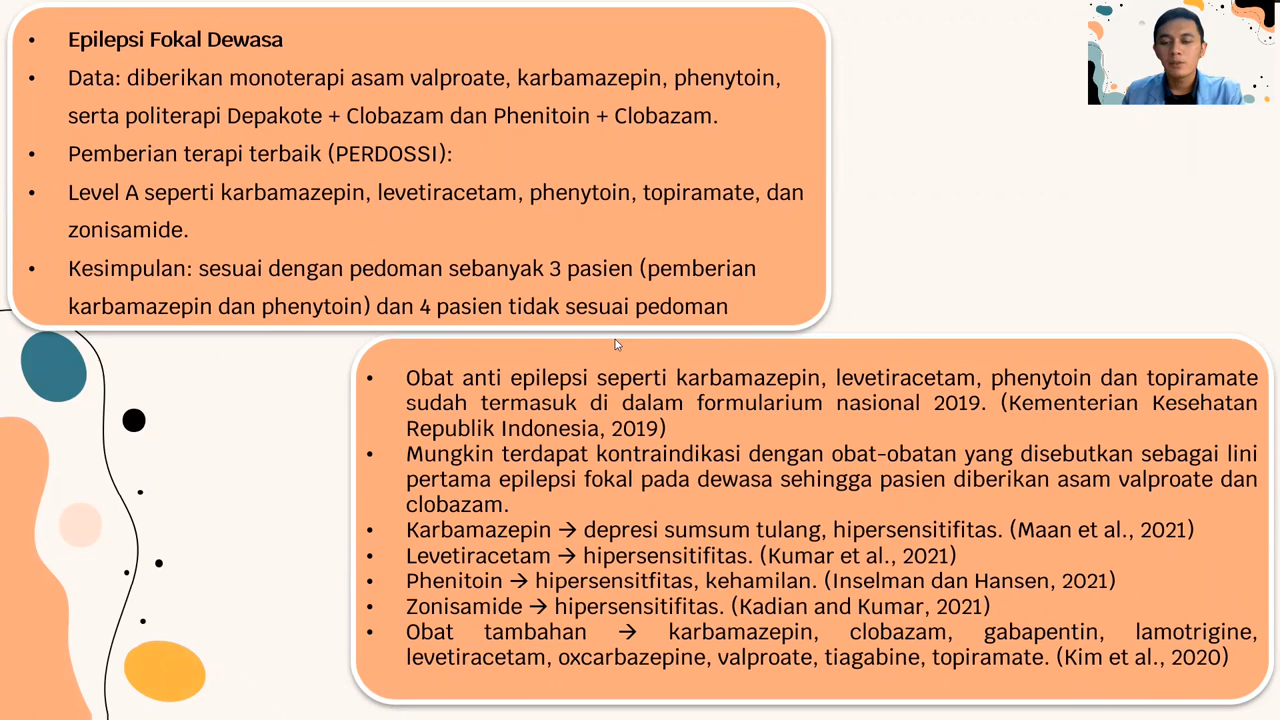 • Epilepsi Fokal Dewasa
• Data: diberikan monoterapi asam valproate, karbamazepin, phenytoin,
serta politerapi Depakote + Clobazam dan Phenitoin + Clobazam.
• Pemberian terapi terbaik (PERDOSSI):
• Level A seperti karbamazepin, levetiracetam, phenytoin, topiramate, dan
zonisamide.
• Kesimpulan: sesuai dengan pedoman sebanyak 3 pasien (pemberian
karbamazepin dan phenytoin) dan 4 pasien tidak sesuai pedoman
• Obat anti epilepsi seperti karbamazepin, levetiracetam, phenytoin dan topiramate
sudah termasuk di dalam formularium nasional 2019. (Kementerian Kesehatan
Republik Indonesia, 2019)
• Mungkin terdapat kontraindikasi dengan obat-obatan yang disebutkan sebagai lini
pertama epilepsi fokal pada dewasa sehingga pasien diberikan asam valproate dan
clobazam.
• Karbamazepin → depresi sumsum tulang, hipersensitifitas. (Maan et al., 2021)
• Levetiracetam → hipersensitifitas. (Kumar et al., 2021)
• Phenitoin → hipersensitfitas, kehamilan. (Inselman dan Hansen, 2021)
• Zonisamide → hipersensitifitas. (Kadian and Kumar, 2021)
• Obat tambahan → karbamazepin, clobazam, gabapentin, lamotrigine,
levetiracetam, oxcarbazepine, valproate, tiagabine, topiramate. (Kim et al., 2020)